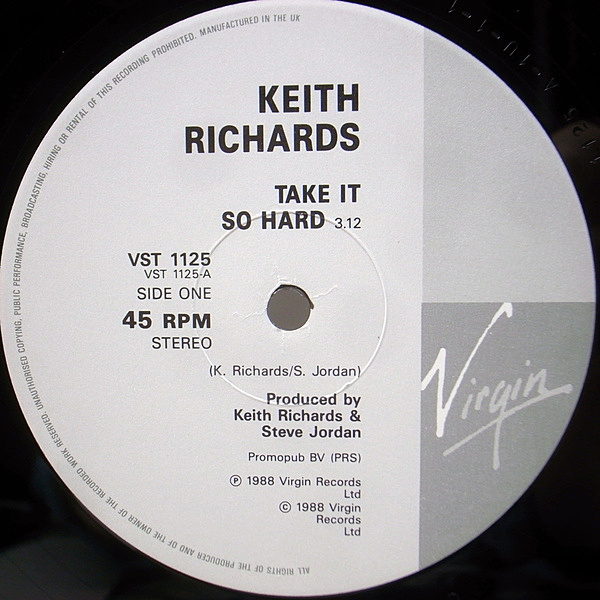 ALL RIGHTS OF THE PRODUCER AND OF THE OWNER OF THE RECORDED WORK RESERVED. UNAUTHORISED COPYING, PUBLIC PERFORMANCE, BROADCASTING, HIRING OR RENTAL OF THIS RECORDING PROHIBITED. MANUFACTURED IN THE UK
KEITH
RICHARDS
TAKE IT
SO HARD 3.12
VST 1125
VST 1125-A
SIDE ONE
45 RPM
STEREO
(K. Richards/S. Jordan)
Produced by
Keith Richards &
Steve Jordan
Promopub BV (PRS)
℗ 1988 Virgin Records
Ltd
© 1988 Virgin
Records
Ltd
Virgin